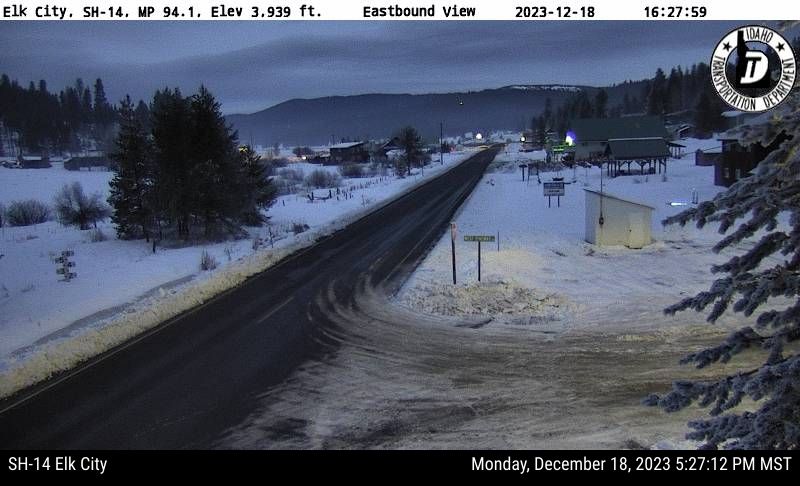 Elk City, SH-14, MP 94.1, Elev 3,939 ft. Eastbound View 2023-12-18 16:27:59
IDAHO
TRANSPORTATION DEPARTMENT
SH-14 Elk City Monday, December 18, 2023 5:27:12 PM MST